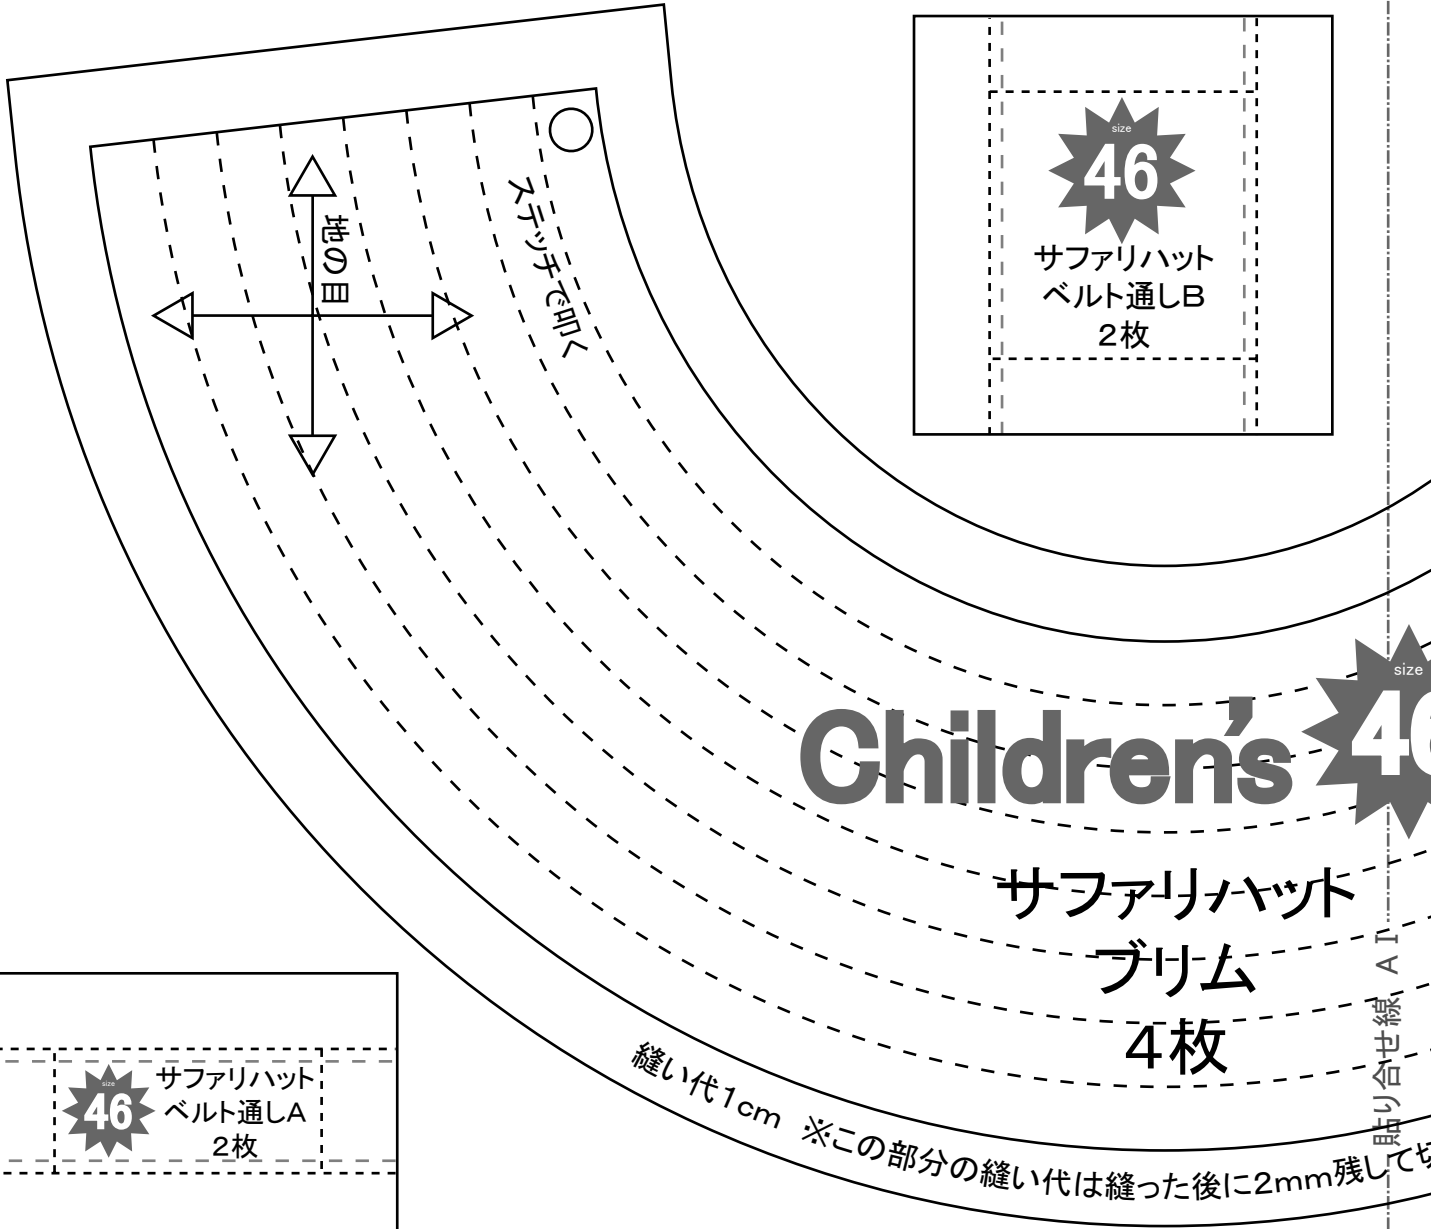 地の目
ステッチで叩く
size
46
サファリハット
ベルト通しB
2枚
Children's
size
46
サファリハット
ブリム
4枚
貼り合せ線 A I
size
46
サファリハット
ベルト通しA
2枚
縫い代1cm ※この部分の縫い代は縫った後に2mm残して切